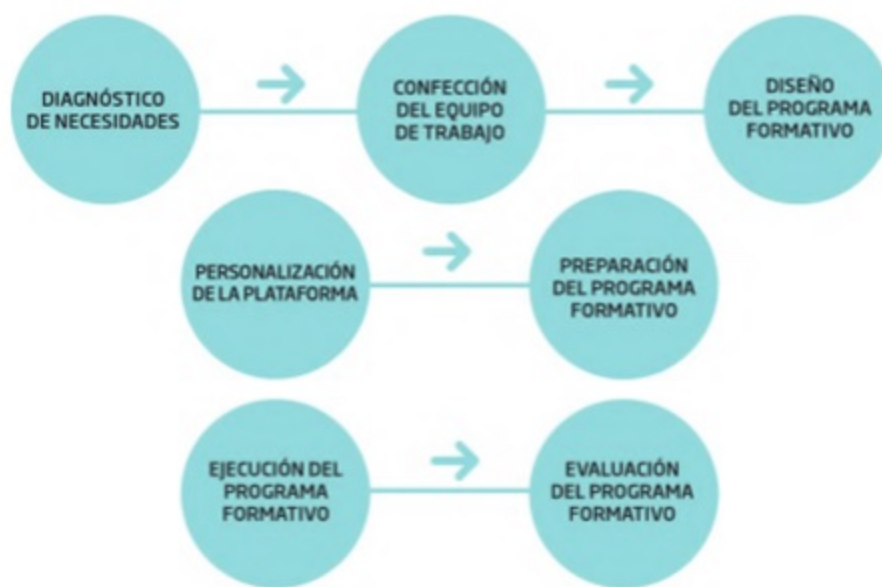 DIAGNÓSTICO
DE NECESIDADES
CONFECCIÓN
DEL EQUIPO
DE TRABAJO
DISEÑO
DEL PROGRAMA
FORMATIVO
PERSONALIZACIÓN
DE LA PLATAFORMA
PREPARACIÓN
DEL PROGRAMA
FORMATIVO
EJECUCIÓN DEL
PROGRAMA
FORMATIVO
EVALUACIÓN
DEL PROGRAMA
FORMATIVO